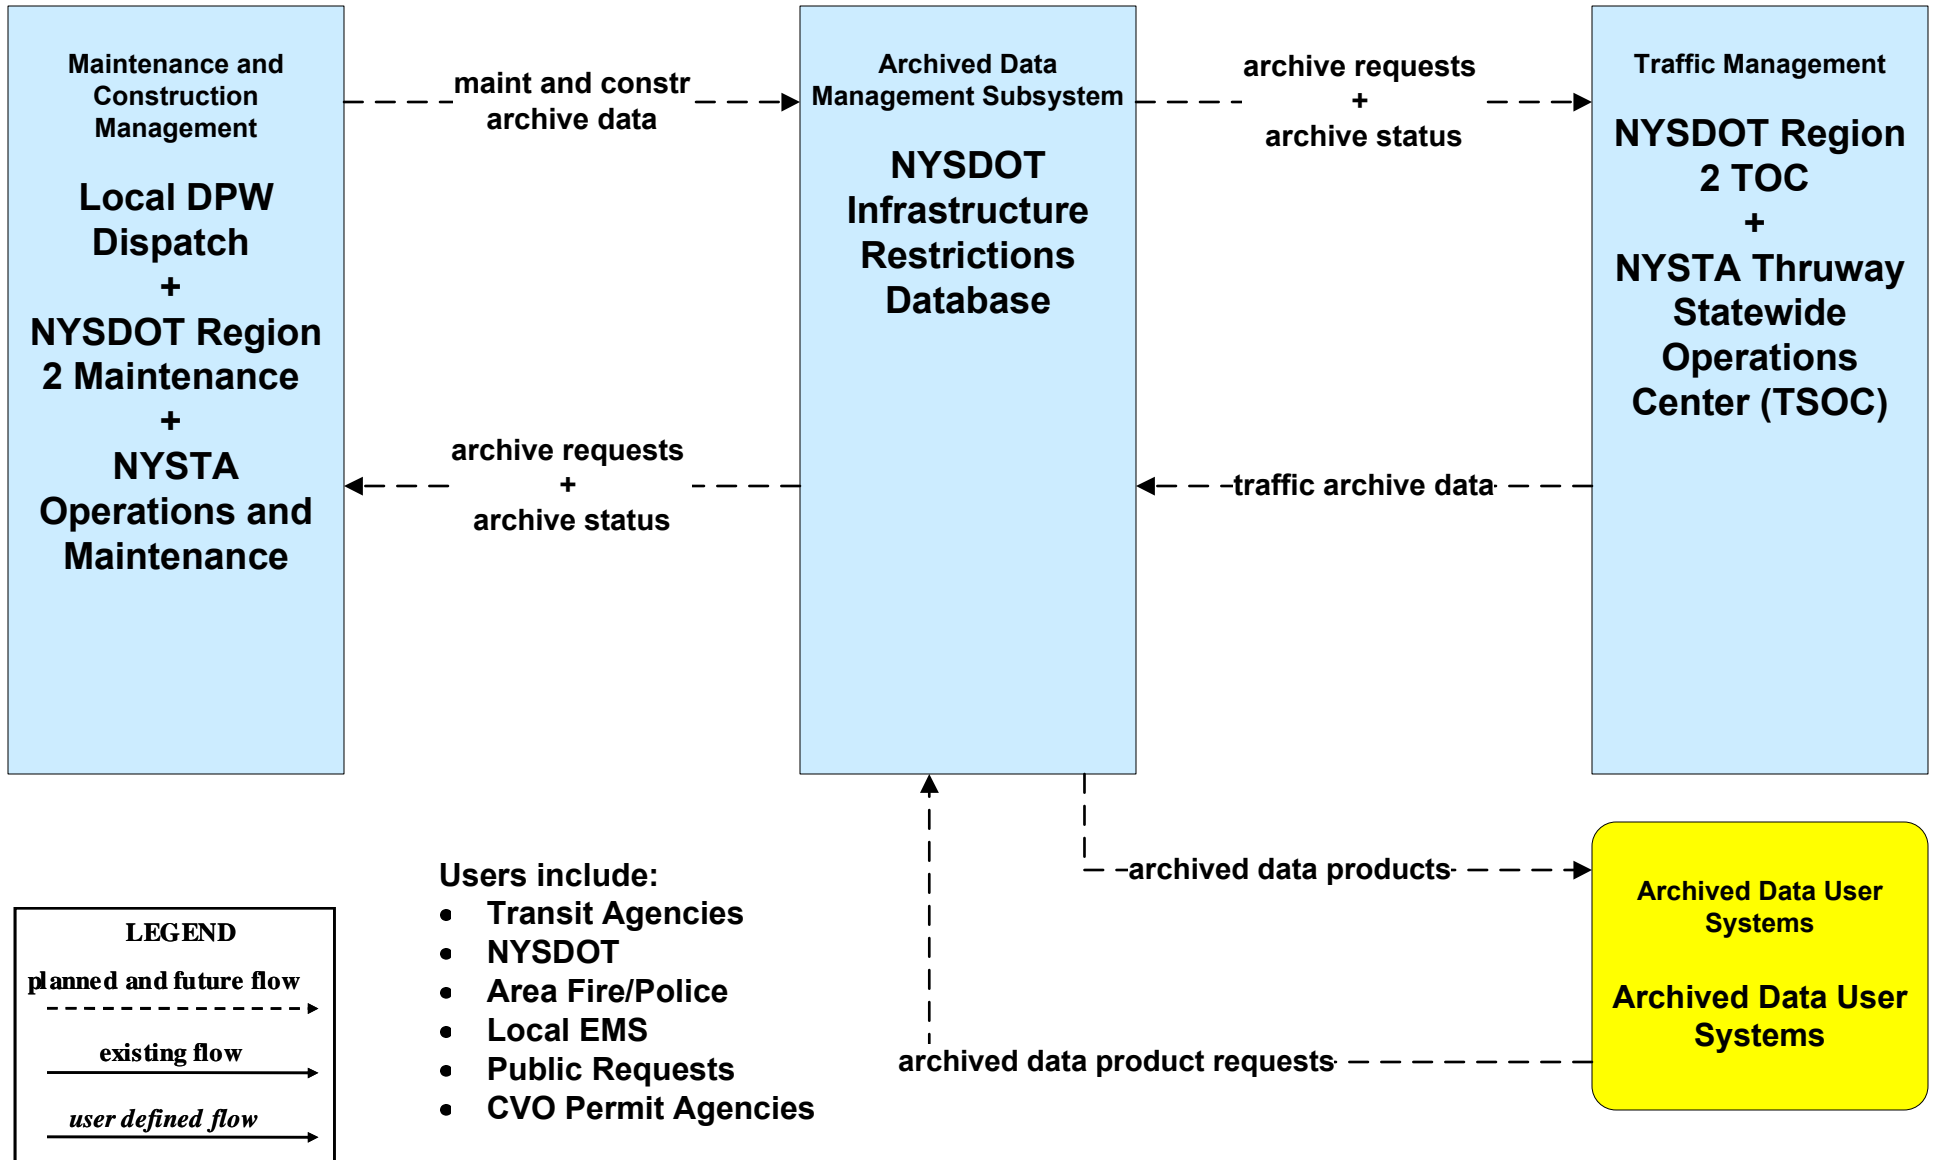 Maintenance and
Construction
Management
Local DPW
Dispatch
+
NYSDOT Region
2 Maintenance
+
NYSTA
Operations and
Maintenance
maint and constr
archive data
archive requests
+
archive status
Archived Data
Management Subsystem
NYSDOT
Infrastructure
Restrictions
Database
archive requests
+
archive status
traffic archive data
Traffic Management
NYSDOT Region
2 TOC
+
NYSTA Thruway
Statewide
Operations
Center (TSOC)
archived data products
archived data product requests
Archived Data User
Systems
Archived Data User
Systems
Users include:
• Transit Agencies
• NYSDOT
• Area Fire/Police
• Local EMS
• Public Requests
• CVO Permit Agencies
LEGEND
planned and future flow
existing flow
user defined flow